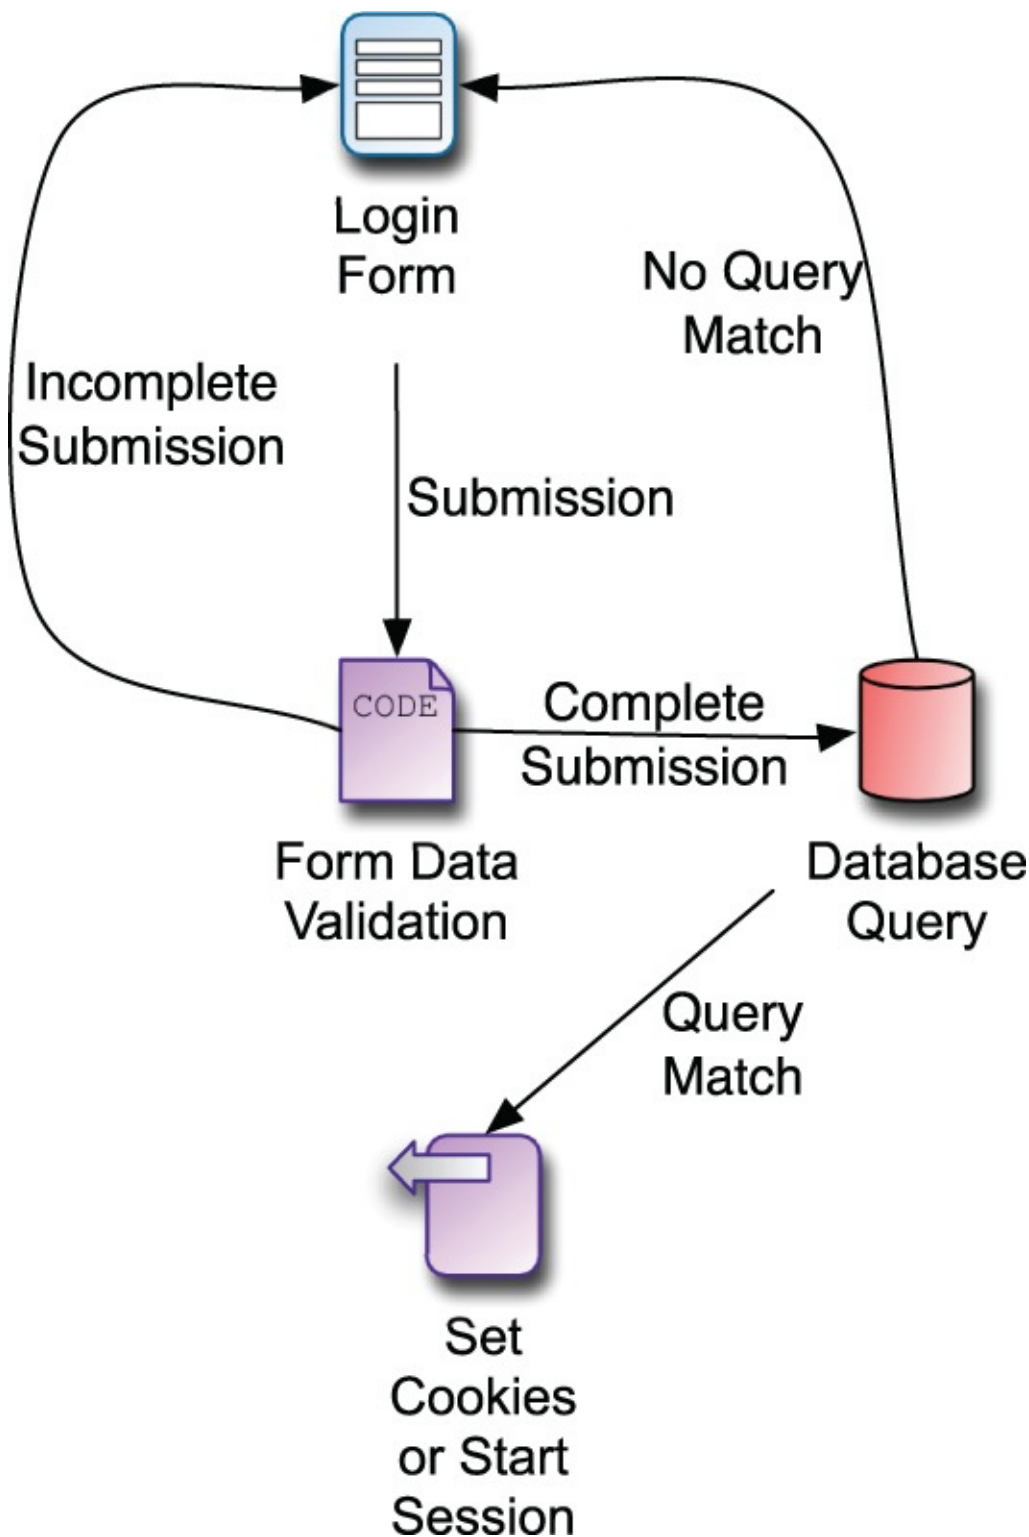 Login
Form
No Query
Match
Incomplete
Submission
Submission
CODE
Complete
Submission
Form Data
Validation
Database
Query
Query
Match
Set
Cookies
or Start
Session